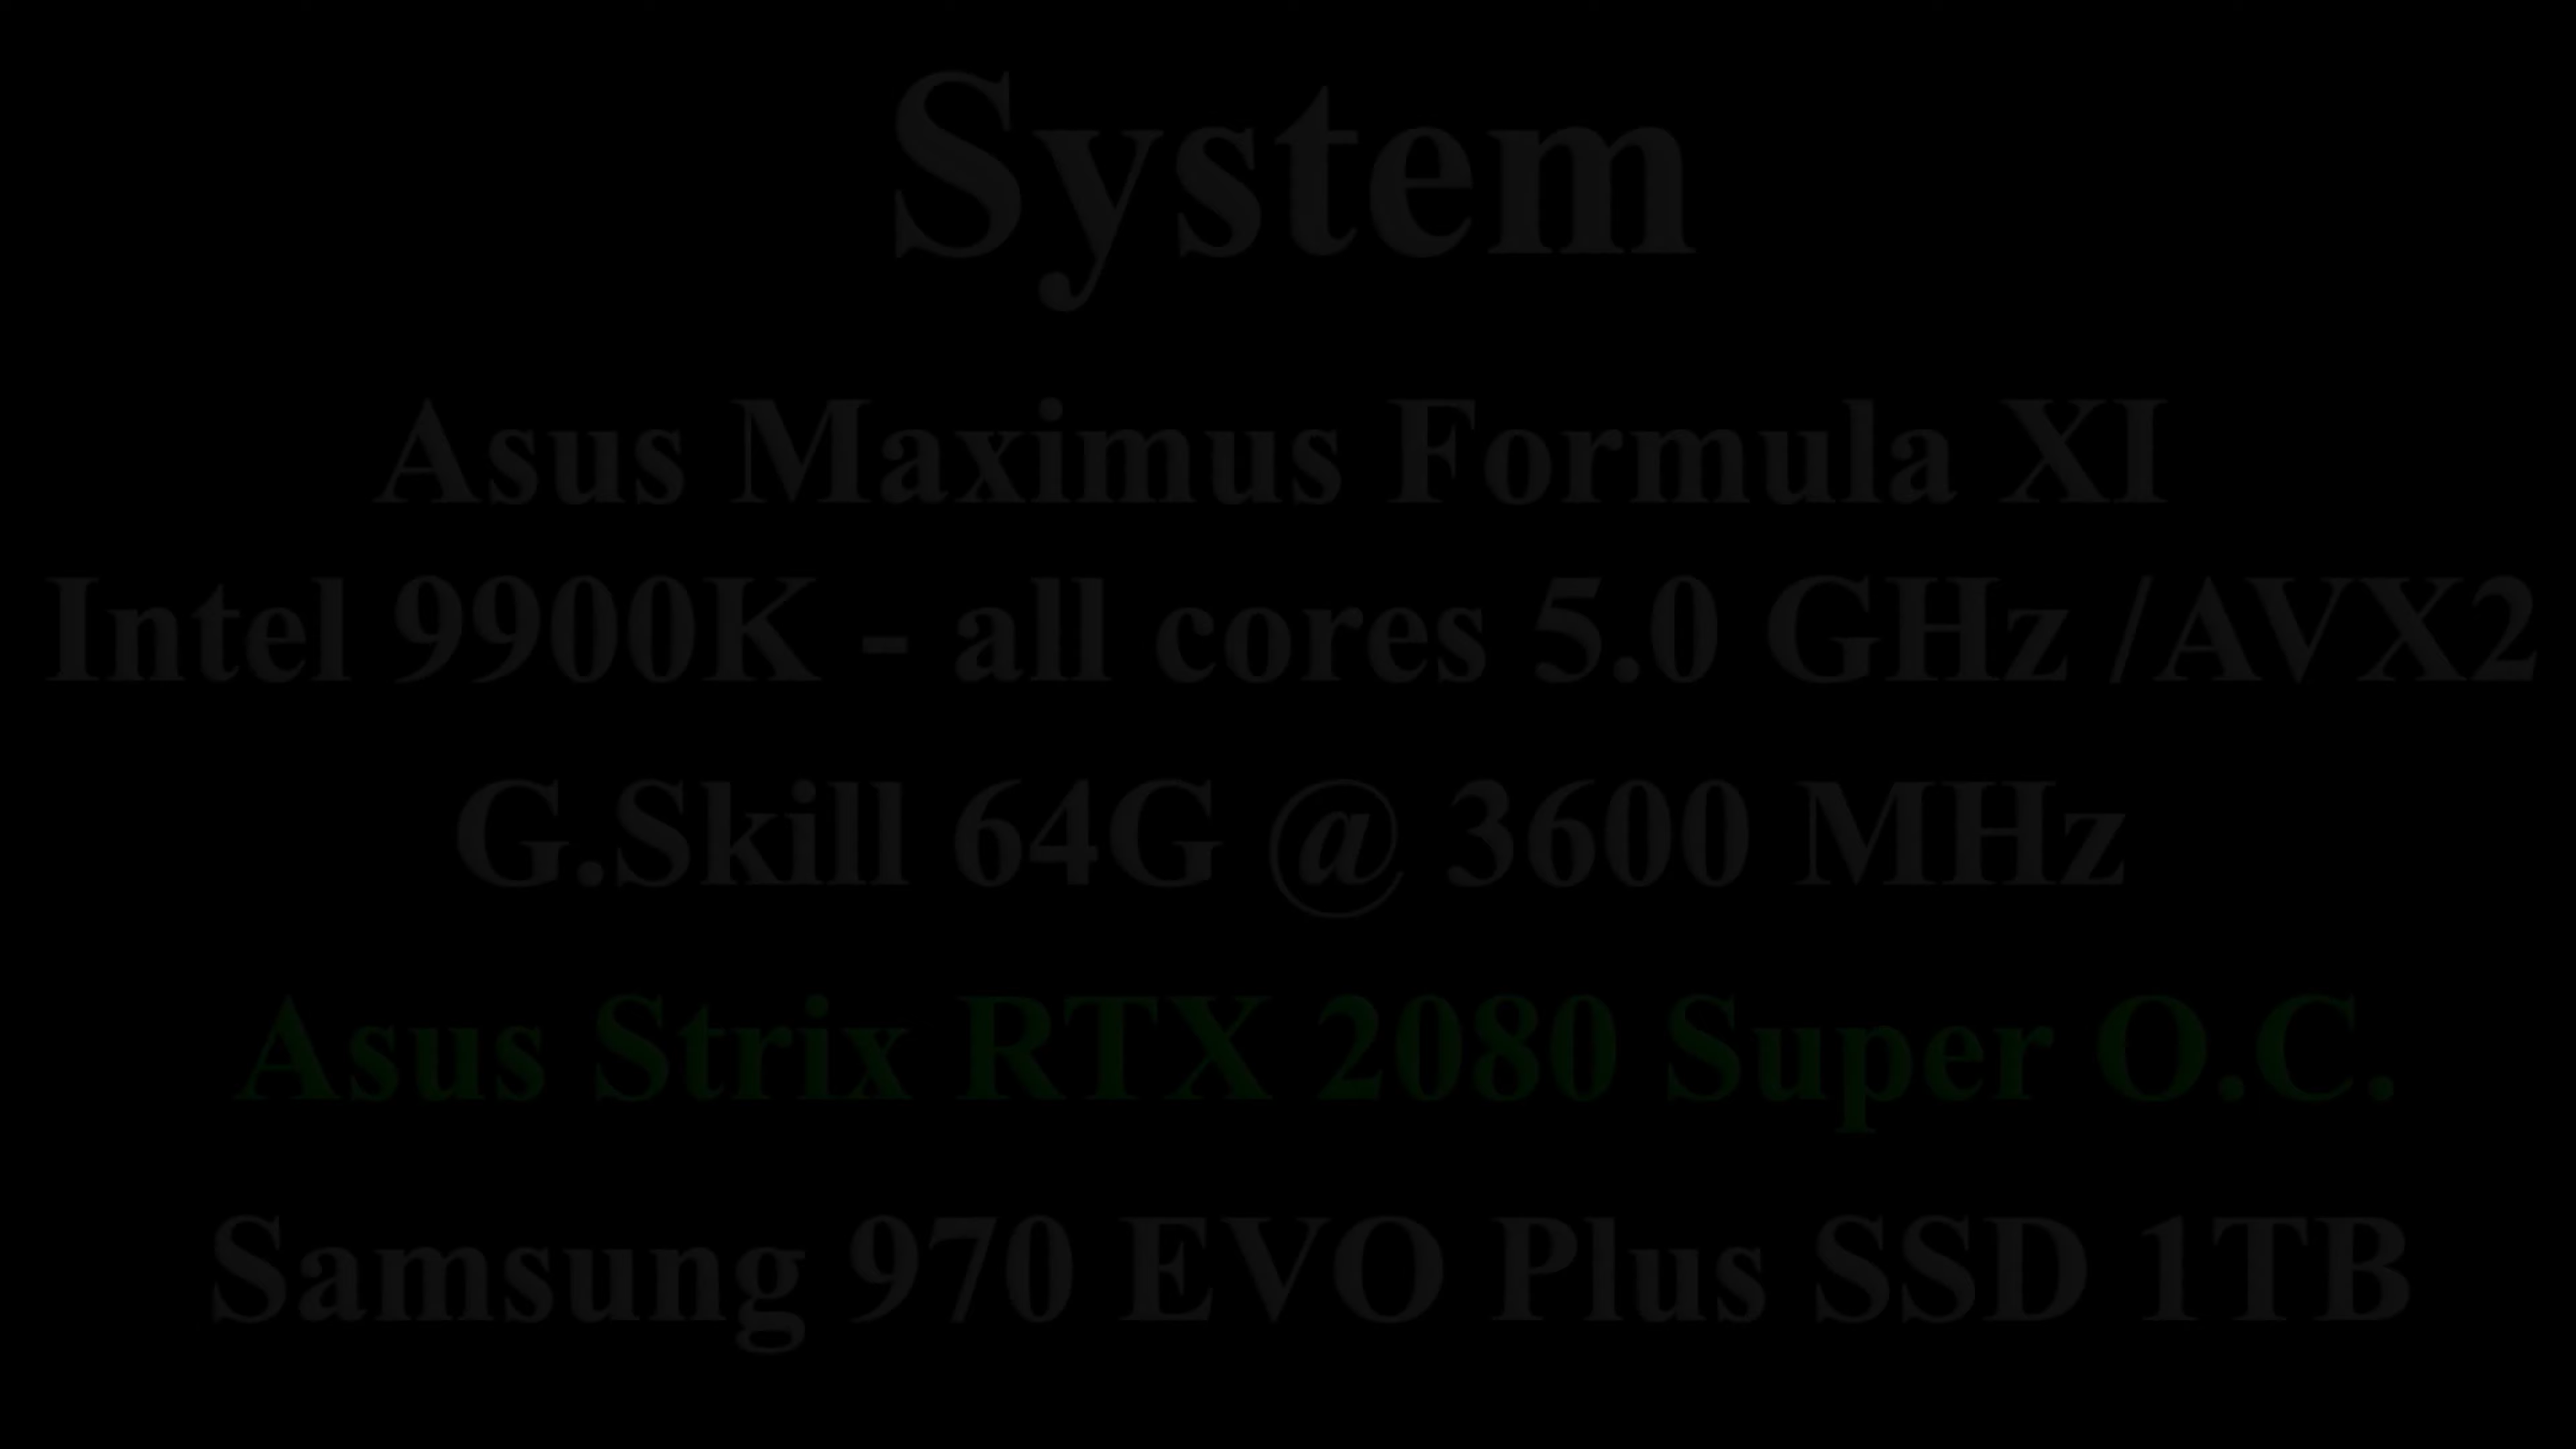 System
Asus Maximus Formula XI
Intel 9900K - all cores 5.0 GHz /AVX2
G.Skill 64G @ 3600 MHz
Asus Strix RTX 2080 Super O.C.
Samsung 970 EVO Plus SSD 1TB